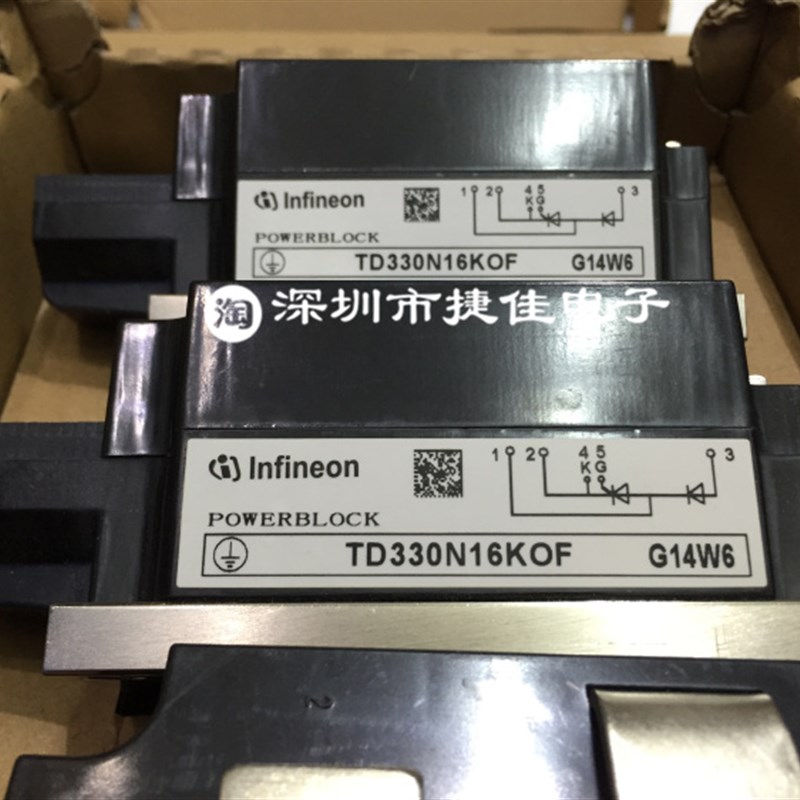 Infineon
1 2 4 5 3
K G
POWERBLOCK
TD330N16KOF G14W6
淘 深圳市捷佳电子
Infineon
1 2 4 5 3
K G
POWERBLOCK
TD330N16KOF G14W6
2